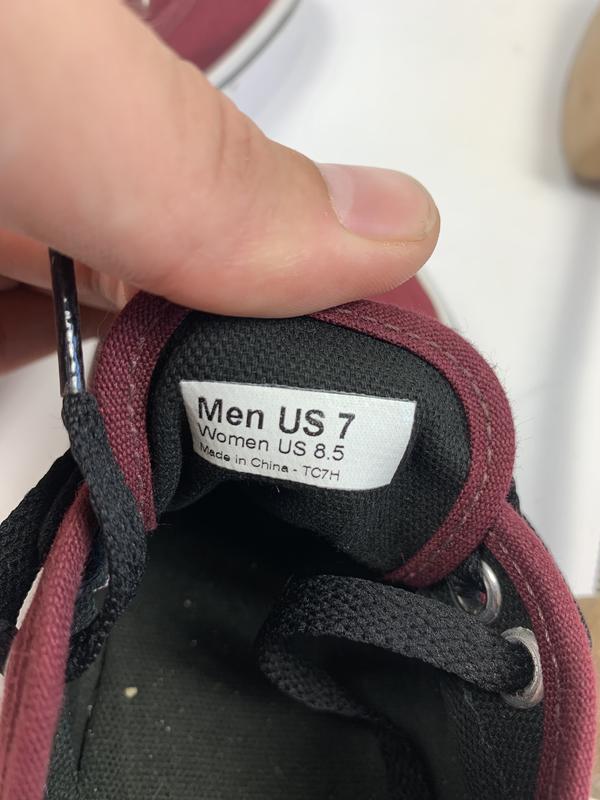 Men US 7
Women US 8.5
Made in China - TC7H